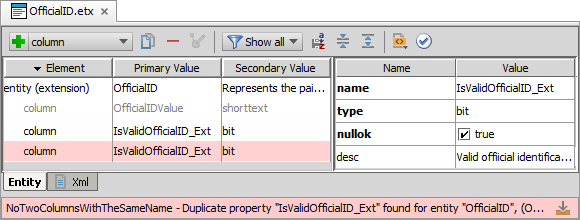 OfficialID.etx ×
column Show all
Element Primary Value Secondary Value Name Value
entity (extension) OfficialID Represents the pai... name IsValidOfficialID_Ext
column OfficialIDValue shorttext type bit
column IsValidOfficialID_Ext bit nullok true
column IsValidOfficialID_Ext bit desc Valid official identifica...
Entity Xml
NoTwoColumnsWithTheSameName - Duplicate property "IsValidOfficialID_Ext" found for entity "OfficialID", (O...